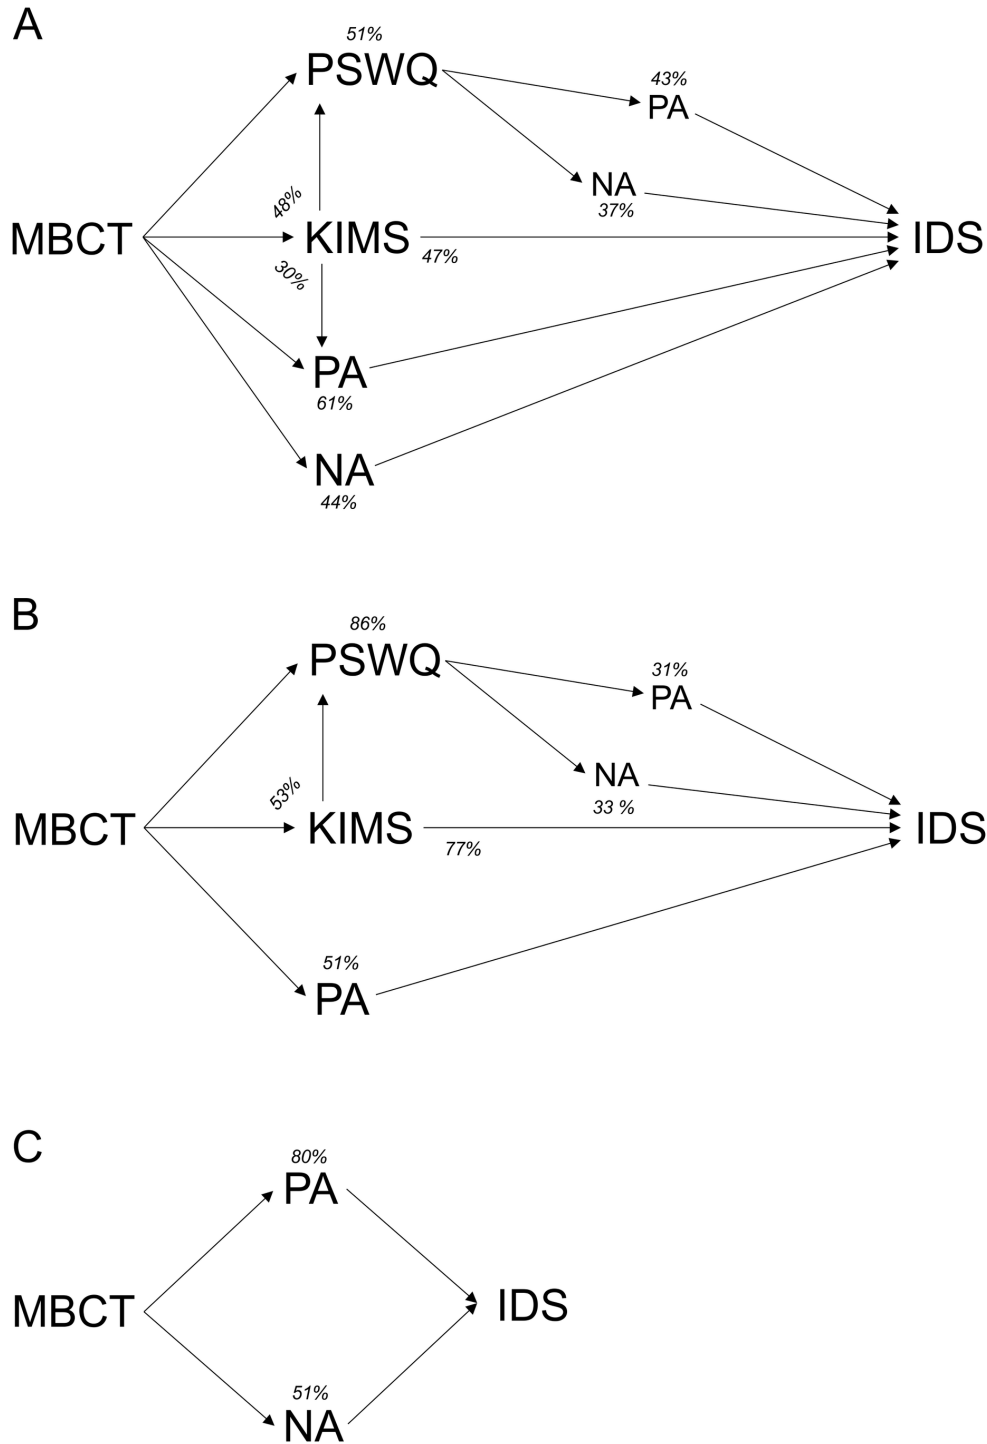 A
51%
PSWQ
43%
PA
NA
37%
48%
MBCT
KIMS
47%
IDS
30%
PA
61%
NA
44%
B
86%
PSWQ
31%
PA
NA
33 %
53%
MBCT
KIMS
77%
IDS
51%
PA
C
80%
PA
MBCT
IDS
51%
NA